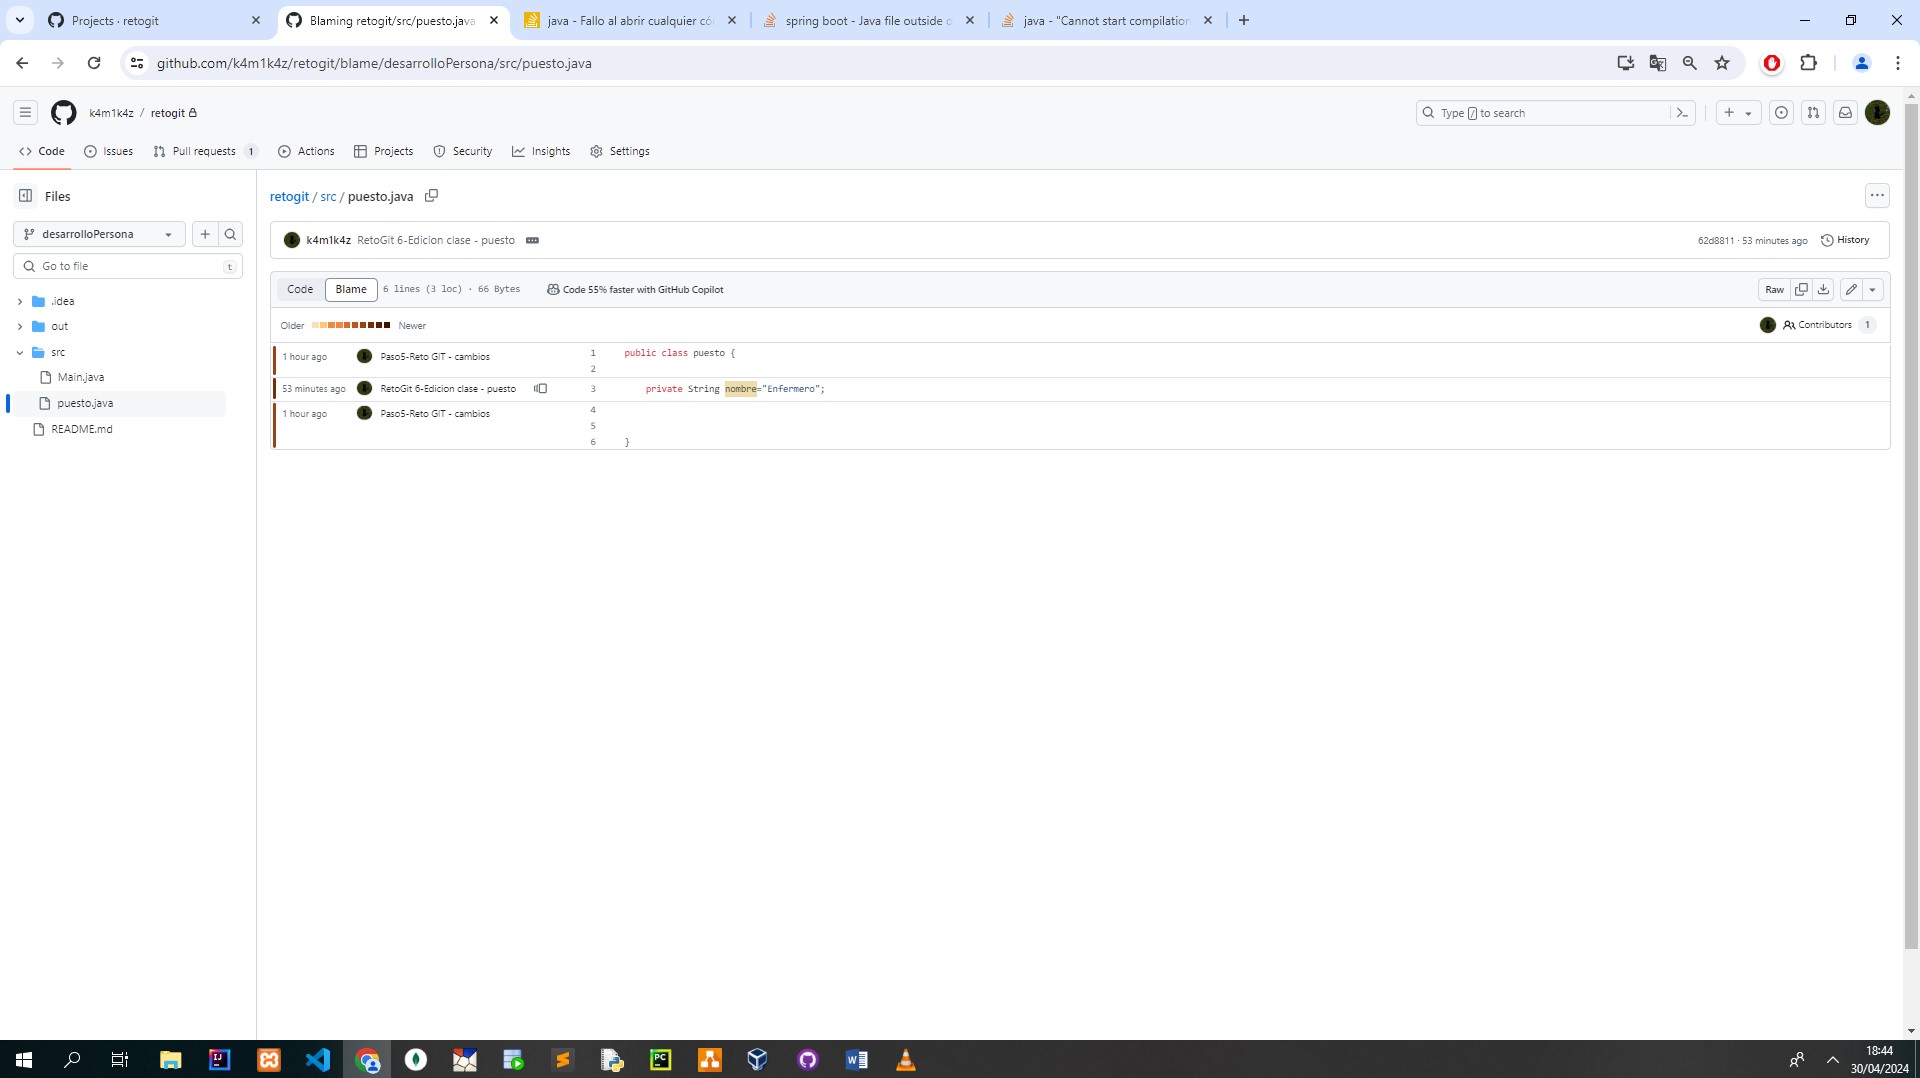 Projects · retogit
Blaming retogit/src/puesto.java
java - Fallo al abrir cualquier có
spring boot - Java file outside o
java - "Cannot start compilation
github.com/k4m1k4z/retogit/blame/desarrolloPersona/src/puesto.java
k4m1k4z / retogit
Type / to search
Code
Issues
Pull requests 1
Actions
Projects
Security
Insights
Settings
Files
retogit / src / puesto.java
desarrolloPersona
k4m1k4z RetoGit 6-Edicion clase - puesto
62d8811 · 53 minutes ago
History
Go to file
t
Code
Blame
6 lines (3 loc) · 66 Bytes
Code 55% faster with GitHub Copilot
Raw
.idea
out
src
Main.java
puesto.java
README.md
Older
Newer
Contributors 1
1 hour ago Paso5-Reto GIT - cambios
1 public class puesto {
2
53 minutes ago RetoGit 6-Edicion clase - puesto
3 private String nombre="Enfermero";
1 hour ago Paso5-Reto GIT - cambios
4
5
6 }
18:44
30/04/2024